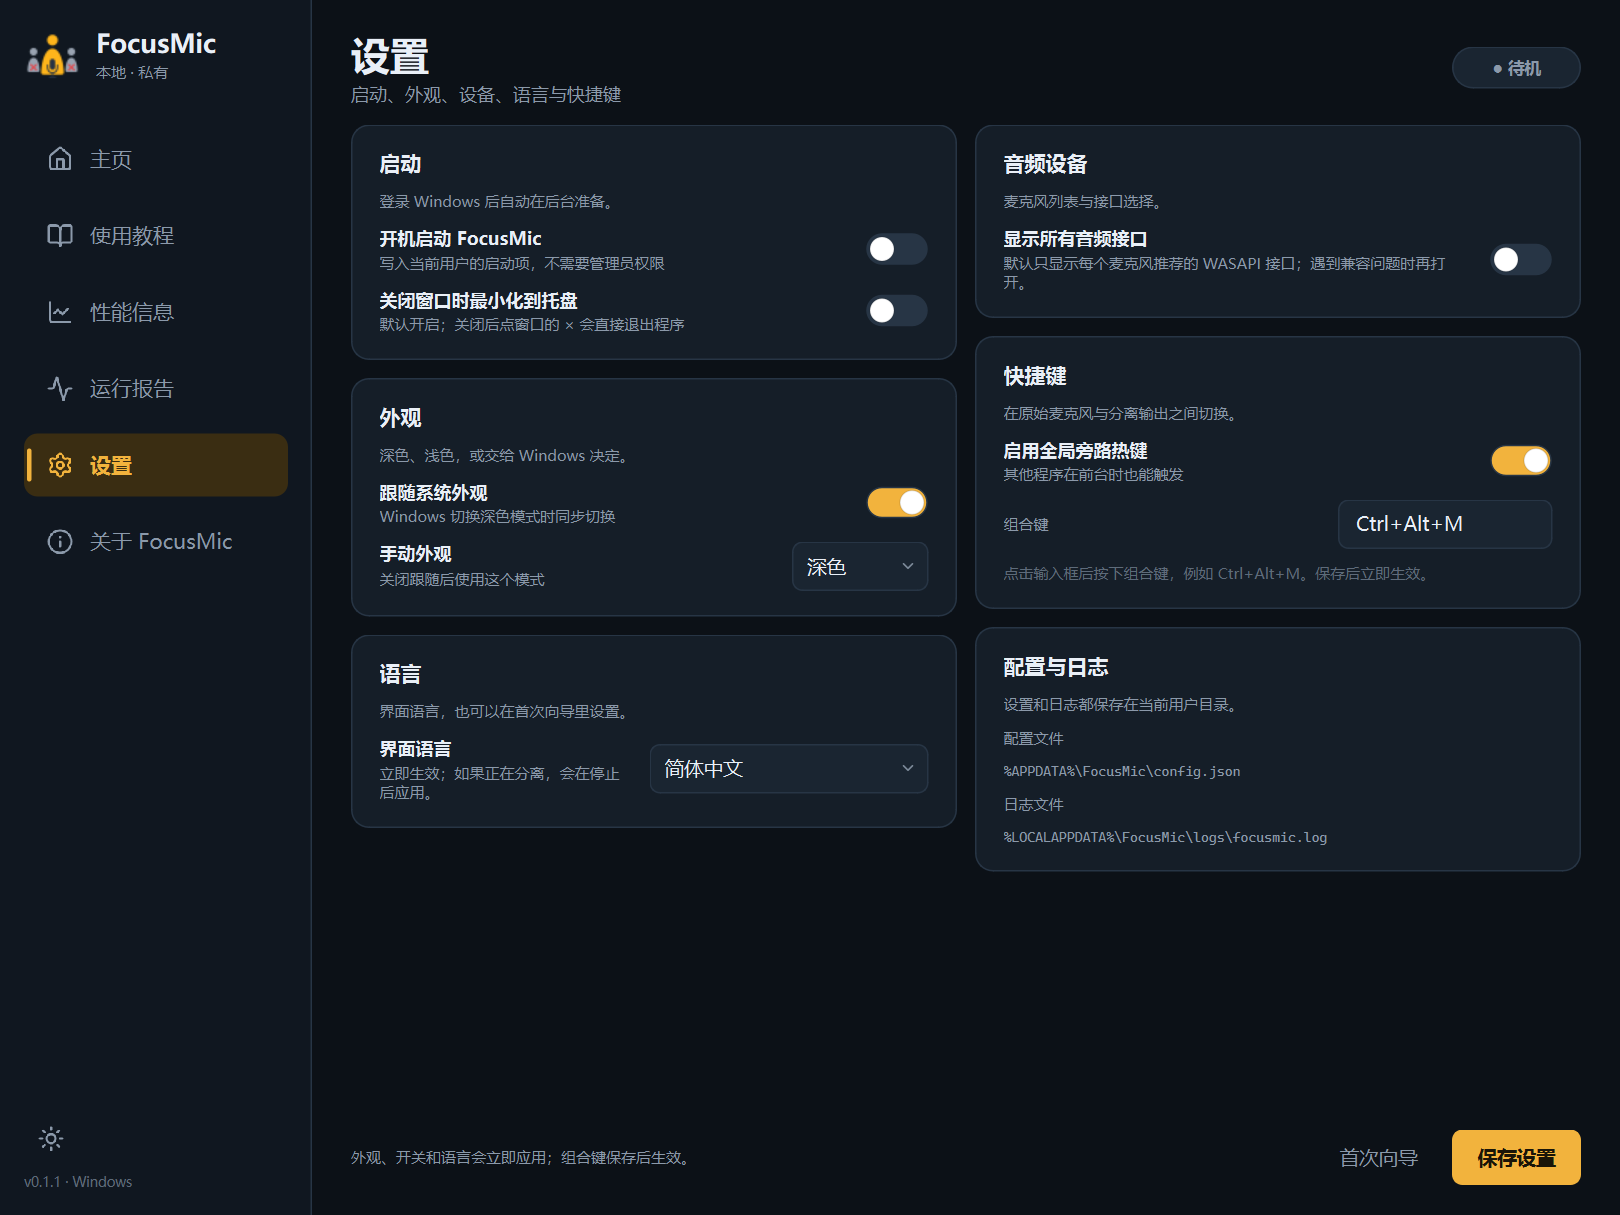 FocusMic
本地 · 私有
主页
使用教程
性能信息
运行报告
设置
关于 FocusMic
v0.1.1 · Windows
设置
启动、外观、设备、语言与快捷键
待机
启动
登录 Windows 后自动在后台准备。
开机启动 FocusMic
写入当前用户的启动项，不需要管理员权限
关闭窗口时最小化到托盘
默认开启；关闭后点窗口的 × 会直接退出程序
外观
深色、浅色，或交给 Windows 决定。
跟随系统外观
Windows 切换深色模式时同步切换
手动外观
关闭跟随后使用这个模式
深色
语言
界面语言，也可以在首次向导里设置。
界面语言
立即生效；如果正在分离，会在停止
后应用。
简体中文
音频设备
麦克风列表与接口选择。
显示所有音频接口
默认只显示每个麦克风推荐的 WASAPI 接口；遇到兼容问题时再打
开。
快捷键
在原始麦克风与分离输出之间切换。
启用全局旁路热键
其他程序在前台时也能触发
组合键
Ctrl+Alt+M
点击输入框后按下组合键，例如 Ctrl+Alt+M。保存后立即生效。
配置与日志
设置和日志都保存在当前用户目录。
配置文件
%APPDATA%\FocusMic\config.json
日志文件
%LOCALAPPDATA%\FocusMic\logs\focusmic.log
外观、开关和语言会立即应用；组合键保存后生效。
首次向导
保存设置